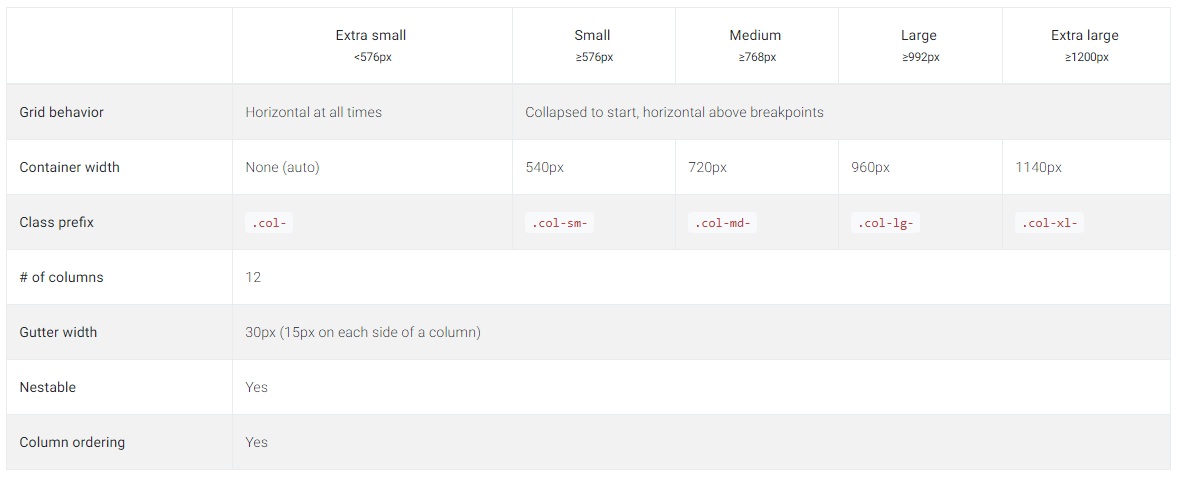 Extra small Small Medium Large Extra large
<576px ≥576px ≥768px ≥992px ≥1200px
Grid behavior Horizontal at all times Collapsed to start, horizontal above breakpoints
Container width None (auto) 540px 720px 960px 1140px
Class prefix .col- .col-sm- .col-md- .col-lg- .col-xl-
# of columns 12
Gutter width 30px (15px on each side of a column)
Nestable Yes
Column ordering Yes